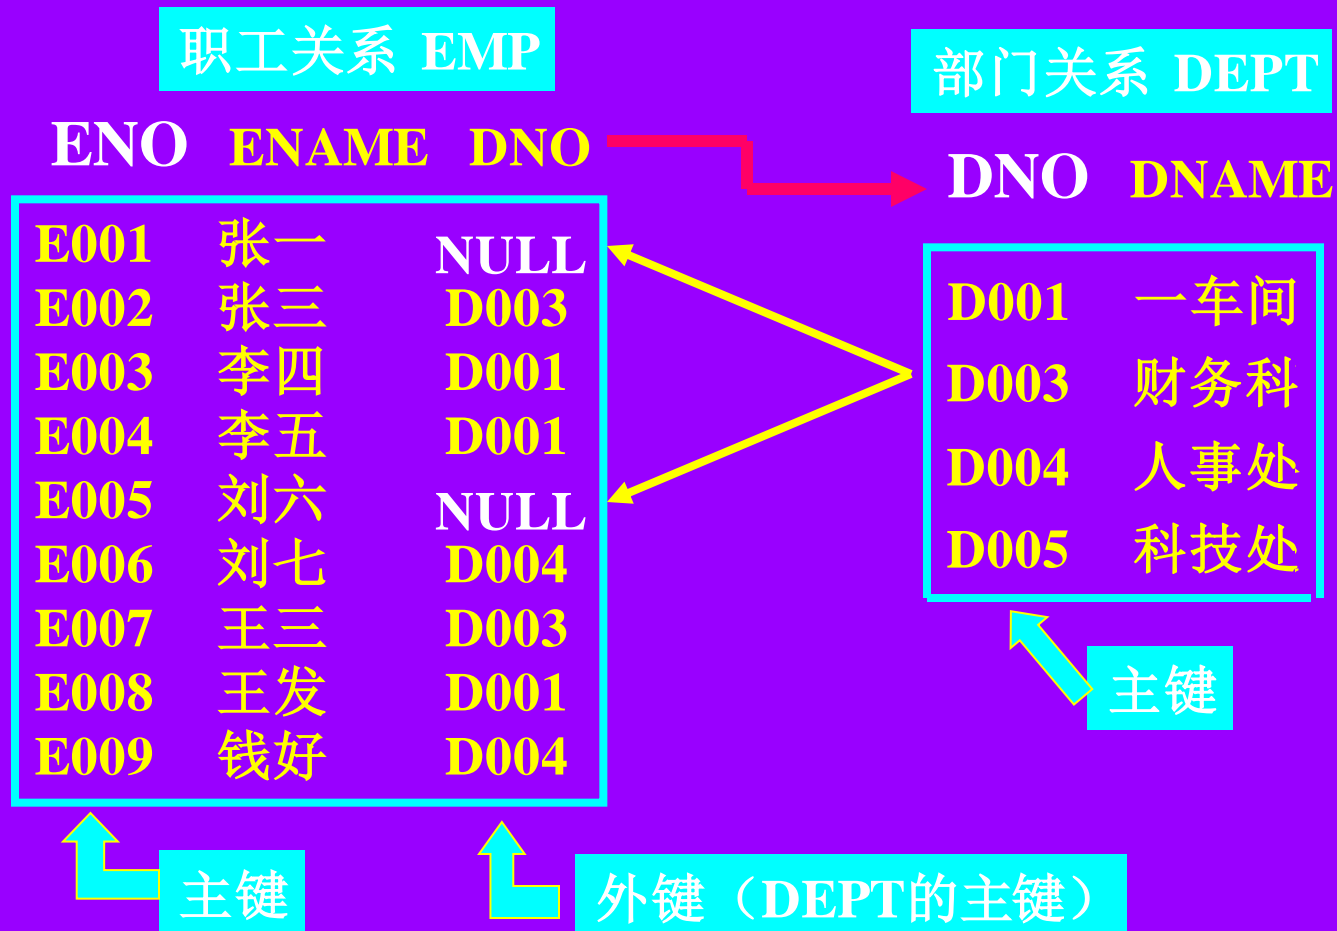 职工关系 EMP
部门关系 DEPT
ENO ENAME DNO
DNO DNAME
E001 张一 NULL
E002 张三 D003
E003 李四 D001
E004 李五 D001
E005 刘六 NULL
E006 刘七 D004
E007 王三 D003
E008 王发 D001
E009 钱好 D004
D001 一车间
D003 财务科
D004 人事处
D005 科技处
主键
主键
外键（DEPT的主键）